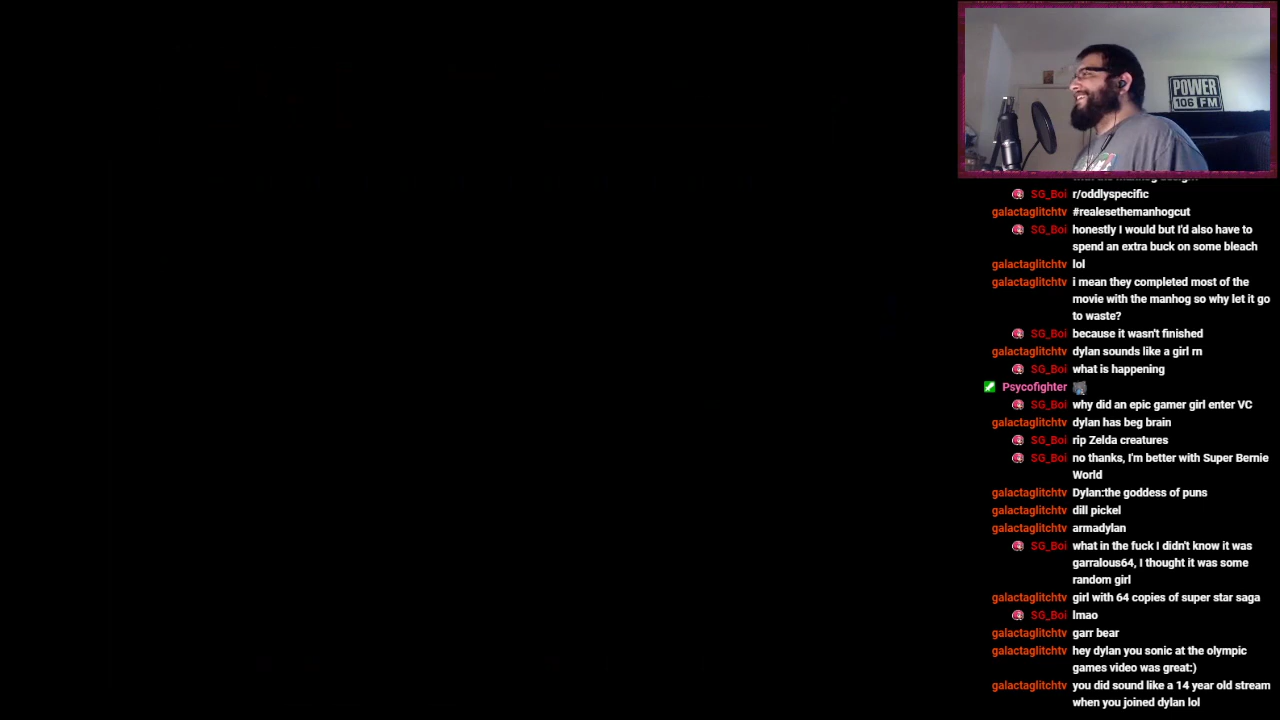 POWER
106 FM
SG_Boi r/oddlyspecific
galactaglitchtv #realesethemanhogcut
SG_Boi honestly I would but I'd also have to
spend an extra buck on some bleach
galactaglitchtv lol
galactaglitchtv i mean they completed most of the
movie with the manhog so why let it go
to waste?
SG_Boi because it wasn't finished
galactaglitchtv dylan sounds like a girl rn
SG_Boi what is happening
Psycofighter
SG_Boi why did an epic gamer girl enter VC
galactaglitchtv dylan has beg brain
SG_Boi rip Zelda creatures
SG_Boi no thanks, I'm better with Super Bernie
World
galactaglitchtv Dylan:the goddess of puns
galactaglitchtv dill pickel
galactaglitchtv armadylan
SG_Boi what in the fuck I didn't know it was
garralous64, I thought it was some
random girl
galactaglitchtv girl with 64 copies of super star saga
SG_Boi lmao
galactaglitchtv garr bear
galactaglitchtv hey dylan you sonic at the olympic
games video was great:)
galactaglitchtv you did sound like a 14 year old stream
when you joined dylan lol